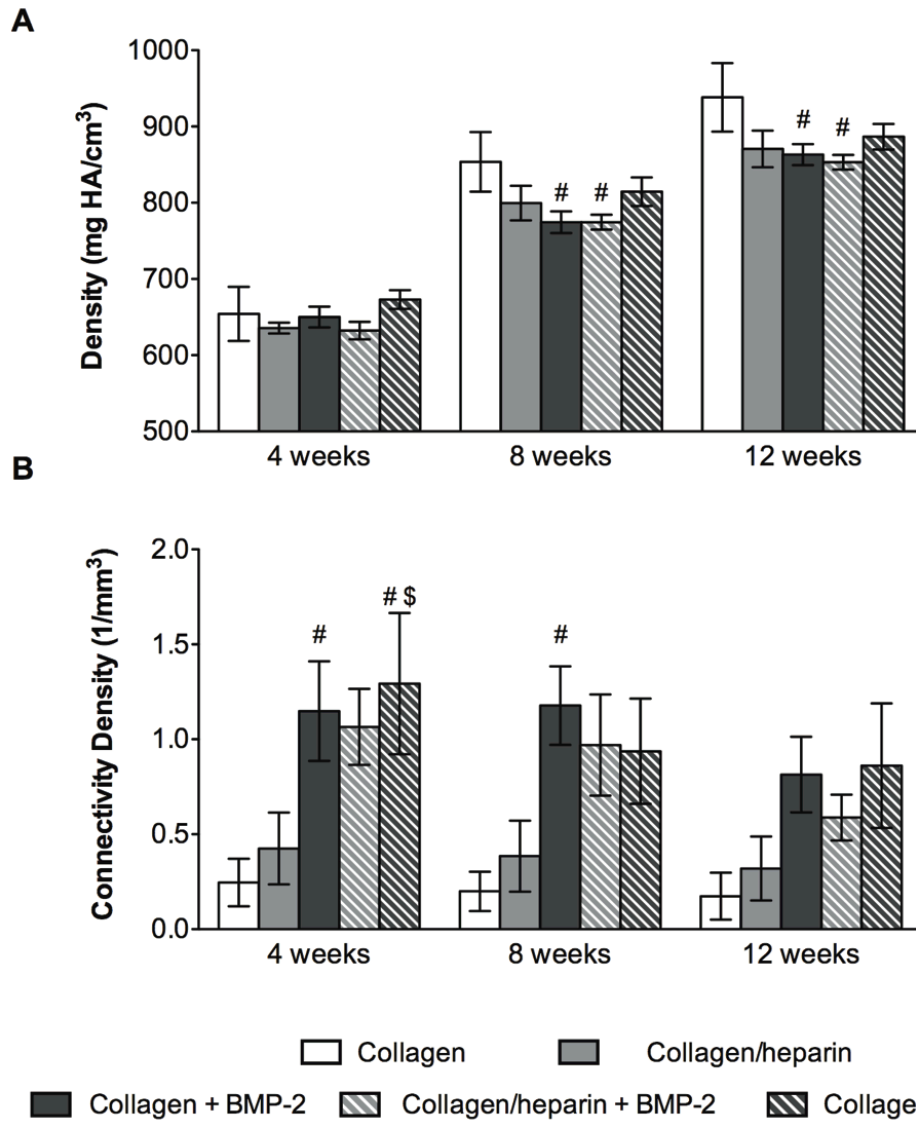 A
Density (mg HA/cm³)
1000
900
800
700
600
500
# #
# #
4 weeks 8 weeks 12 weeks
B
Connectivity Density (1/mm³)
2.0
1.5
1.0
0.5
0.0
# # $ #
4 weeks 8 weeks 12 weeks
Collagen Collagen/heparin
Collagen + BMP-2 Collagen/heparin + BMP-2 Collage